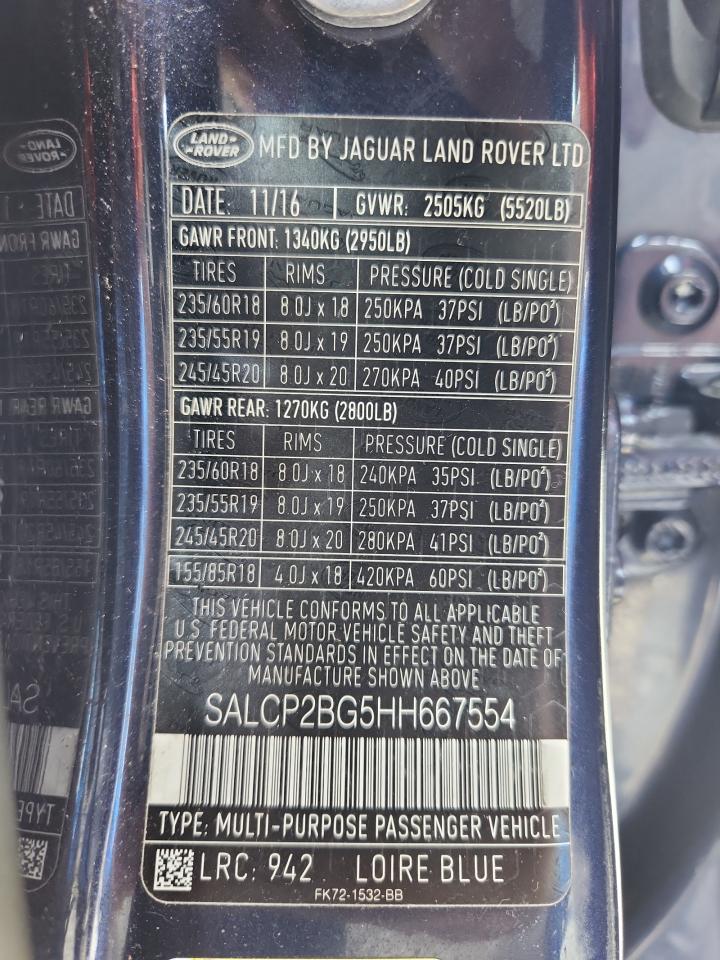 LAND ROVER MFD BY JAGUAR LAND ROVER LTD
DATE: 11/16 GVWR: 2505KG (5520LB)
GAWR FRONT: 1340KG (2950LB)
TIRES RIMS PRESSURE (COLD SINGLE)
235/60R18 8.0J x 18 250KPA 37PSI (LB/PO²)
235/55R19 8.0J x 19 250KPA 37PSI (LB/PO²)
245/45R20 8.0J x 20 270KPA 40PSI (LB/PO²)
GAWR REAR: 1270KG (2800LB)
TIRES RIMS PRESSURE (COLD SINGLE)
235/60R18 8.0J x 18 240KPA 35PSI (LB/PO²)
235/55R19 8.0J x 19 250KPA 37PSI (LB/PO²)
245/45R20 8.0J x 20 280KPA 41PSI (LB/PO²)
155/85R18 4.0J x 18 420KPA 60PSI (LB/PO²)
THIS VEHICLE CONFORMS TO ALL APPLICABLE
U.S. FEDERAL MOTOR VEHICLE SAFETY AND THEFT
PREVENTION STANDARDS IN EFFECT ON THE DATE OF
MANUFACTURE SHOWN ABOVE
SALCP2BG5HH667554
TYPE: MULTI-PURPOSE PASSENGER VEHICLE
LRC: 942 LOIRE BLUE
FK72-1532-BB